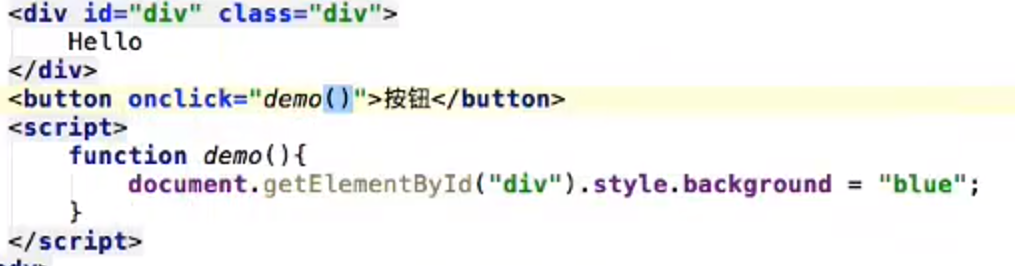 <div id="div" class="div">
    Hello
</div>
<button onclick="demo()">按钮</button>
<script>
    function demo(){
        document.getElementById("div").style.background = "blue";
    }
</script>